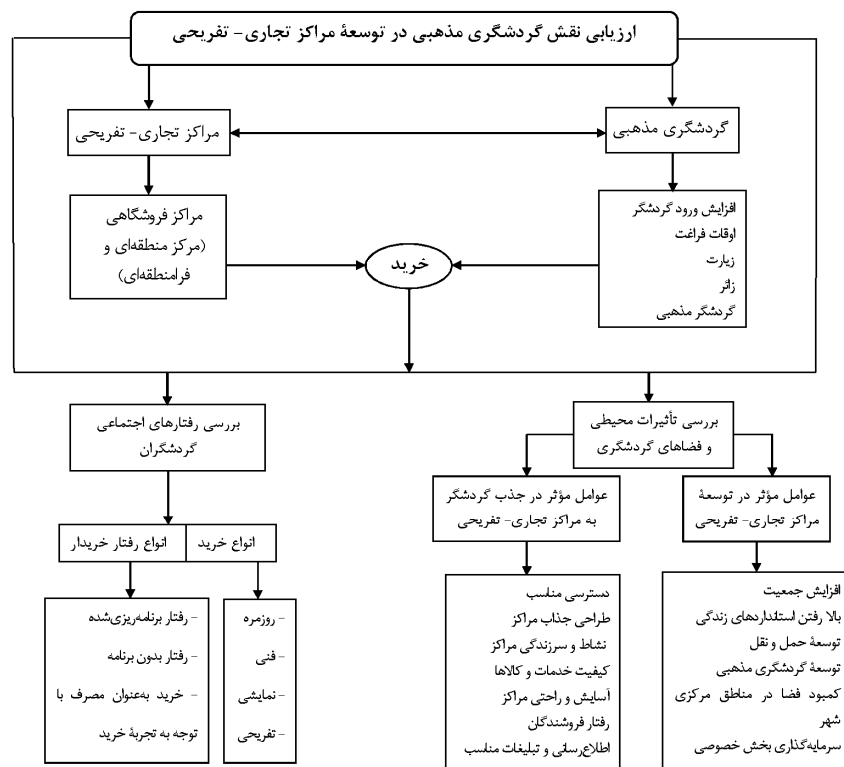 ارزیابی نقش گردشگری مذهبی در توسعهٔ مراکز تجاری- تفریحی
گردشگری مذهبی
مراکز تجاری- تفریحی
افزایش ورود گردشگر
اوقات فراغت
زیارت
زائر
گردشگر مذهبی
خرید
مراکز فروشگاهی
(مرکز منطقه‌ای و
فرامنطقه‌ای)
بررسی تأثیرات محیطی
و فضاهای گردشگری
بررسی رفتارهای اجتماعی
گردشگران
عوامل مؤثر در توسعهٔ
مراکز تجاری- تفریحی
عوامل مؤثر در جذب گردشگر
به مراکز تجاری- تفریحی
انواع خرید
انواع رفتار خریدار
افزایش جمعیت
بالا رفتن استانداردهای زندگی
توسعهٔ حمل و نقل
توسعهٔ گردشگری مذهبی
کمبود فضا در مناطق مرکزی
شهر
سرمایه‌گذاری بخش خصوصی
دسترسی مناسب
طراحی جذاب مراکز
نشاط و سرزندگی مراکز
کیفیت خدمات و کالاها
آسایش و راحتی مراکز
رفتار فروشندگان
اطلاع‌رسانی و تبلیغات مناسب
- روزمره
- فنی
- نمایشی
- تفریحی
- رفتار برنامه‌ریزی‌شده
- رفتار بدون برنامه
- خرید به‌عنوان مصرف با
توجه به تجربهٔ خرید